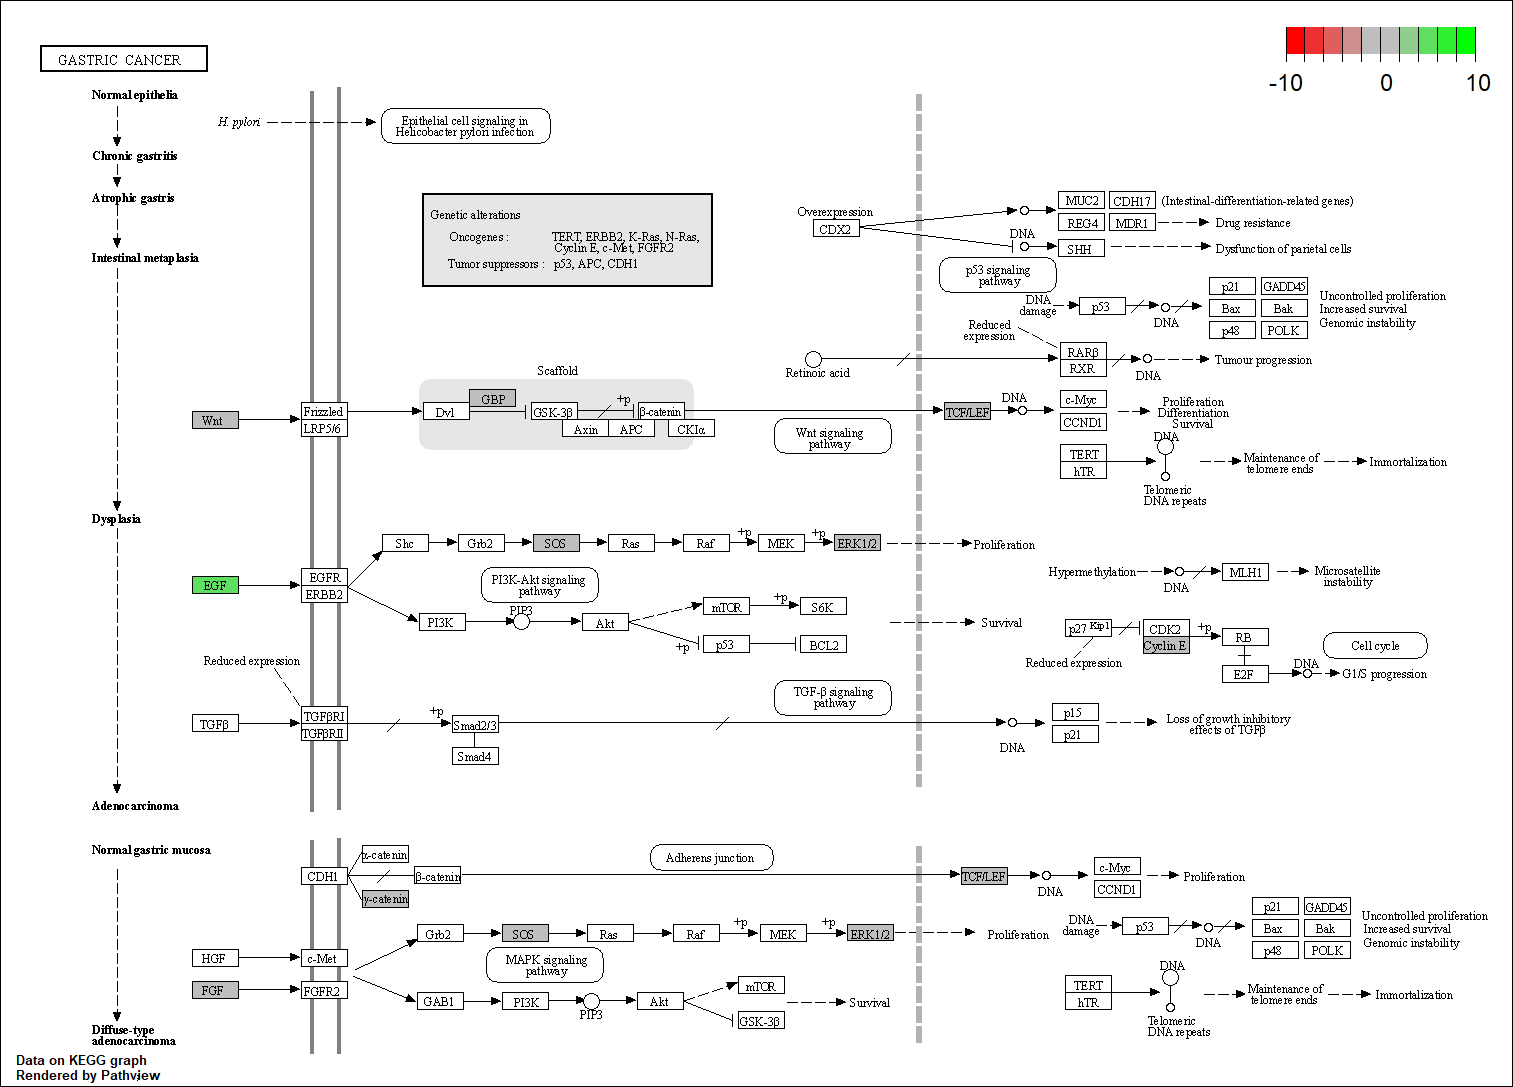 GASTRIC CANCER
-10
0
10
Normal epithelia
H. pylori
Epithelial cell signaling in
Helicobacter pylori infection
Chronic gastritis
Atrophic gastris
Genetic alterations
Oncogenes :
TERT, ERBB2, K-Ras, N-Ras,
Cyclin E, c-Met, FGFR2
Tumor suppressors :
p53, APC, CDH1
Overexpression
CDX2
MUC2
CDH17
(Intestinal-differentiation-related genes)
REG4
MDR1
Drug resistance
DNA
SHH
Dysfunction of parietal cells
Intestinal metaplasia
p53 signaling
pathway
DNA
damage
p53
DNA
p21
GADD45
Bax
Bak
p48
POLK
Uncontrolled proliferation
Increased survival
Genomic instability
Reduced
expression
Retinoic acid
RARβ
RXR
DNA
Tumour progression
Scaffold
Wnt
Frizzled
LRP5/6
Dvl
GBP
GSK-3β
+p
β-catenin
Axin
APC
CKIα
Wnt signaling
pathway
TCF/LEF
DNA
c-Myc
CCND1
Proliferation
Differentiation
Survival
TERT
hTR
DNA
Telomeric
DNA repeats
Maintenance of
telomere ends
Immortalization
Dysplasia
Shc
Grb2
SOS
Ras
Raf
+p
MEK
+p
ERK1/2
Proliferation
EGF
EGFR
ERBB2
PI3K-Akt signaling
pathway
PI3K
PIP3
Akt
mTOR
+p
S6K
+p
p53
BCL2
Survival
Hypermethylation
DNA
MLH1
Microsatellite
instability
p27 Kip1
Reduced expression
CDK2
Cyclin E
+p
RB
E2F
DNA
Cell cycle
G1/S progression
Reduced expression
TGFβ
TGFβRI
TGFβRII
+p
Smad2/3
Smad4
TGF-β signaling
pathway
DNA
p15
p21
Loss of growth inhibitory
effects of TGFβ
Adenocarcinoma
Normal gastric mucosa
CDH1
α-catenin
β-catenin
γ-catenin
Adherens junction
TCF/LEF
DNA
c-Myc
CCND1
Proliferation
HGF
c-Met
FGF
FGFR2
Grb2
SOS
Ras
Raf
+p
MEK
+p
ERK1/2
Proliferation
MAPK signaling
pathway
GAB1
PI3K
PIP3
Akt
mTOR
GSK-3β
Survival
DNA
damage
p53
DNA
p21
GADD45
Bax
Bak
p48
POLK
Uncontrolled proliferation
Increased survival
Genomic instability
TERT
hTR
DNA
Telomeric
DNA repeats
Maintenance of
telomere ends
Immortalization
Diffuse-type
adenocarcinoma
Data on KEGG graph
Rendered by Pathview